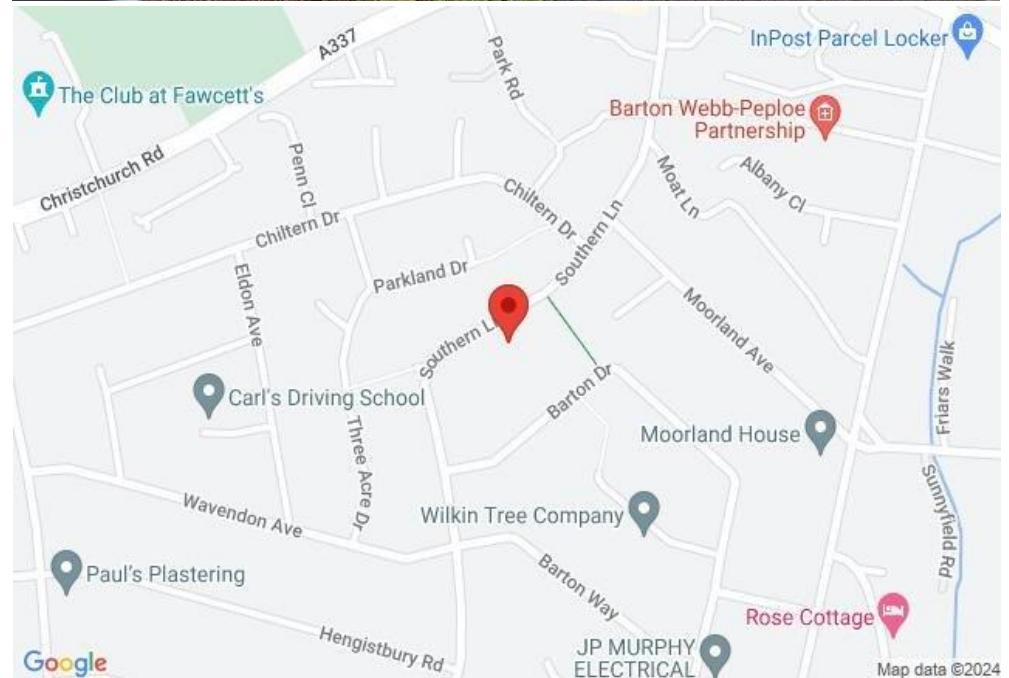 A337
Park Rd
InPost Parcel Locker
The Club at Fawcett's
Barton Webb-Peploe
Partnership
Christchurch Rd
Penn Cl
Moat Ln
Albany Cl
Chiltern Dr
Chiltern Dr
Southern Ln
Parkland Dr
Eldon Ave
Southern Ln
Moorland Ave
Friars Walk
Carl's Driving School
Barton Dr
Moorland House
Three Acre Dr
Wavendon Ave
Wilkin Tree Company
Sunnyfield Rd
Paul's Plastering
Barton Way
Rose Cottage
Hengistbury Rd
JP MURPHY
ELECTRICAL
Google
Map data ©2024